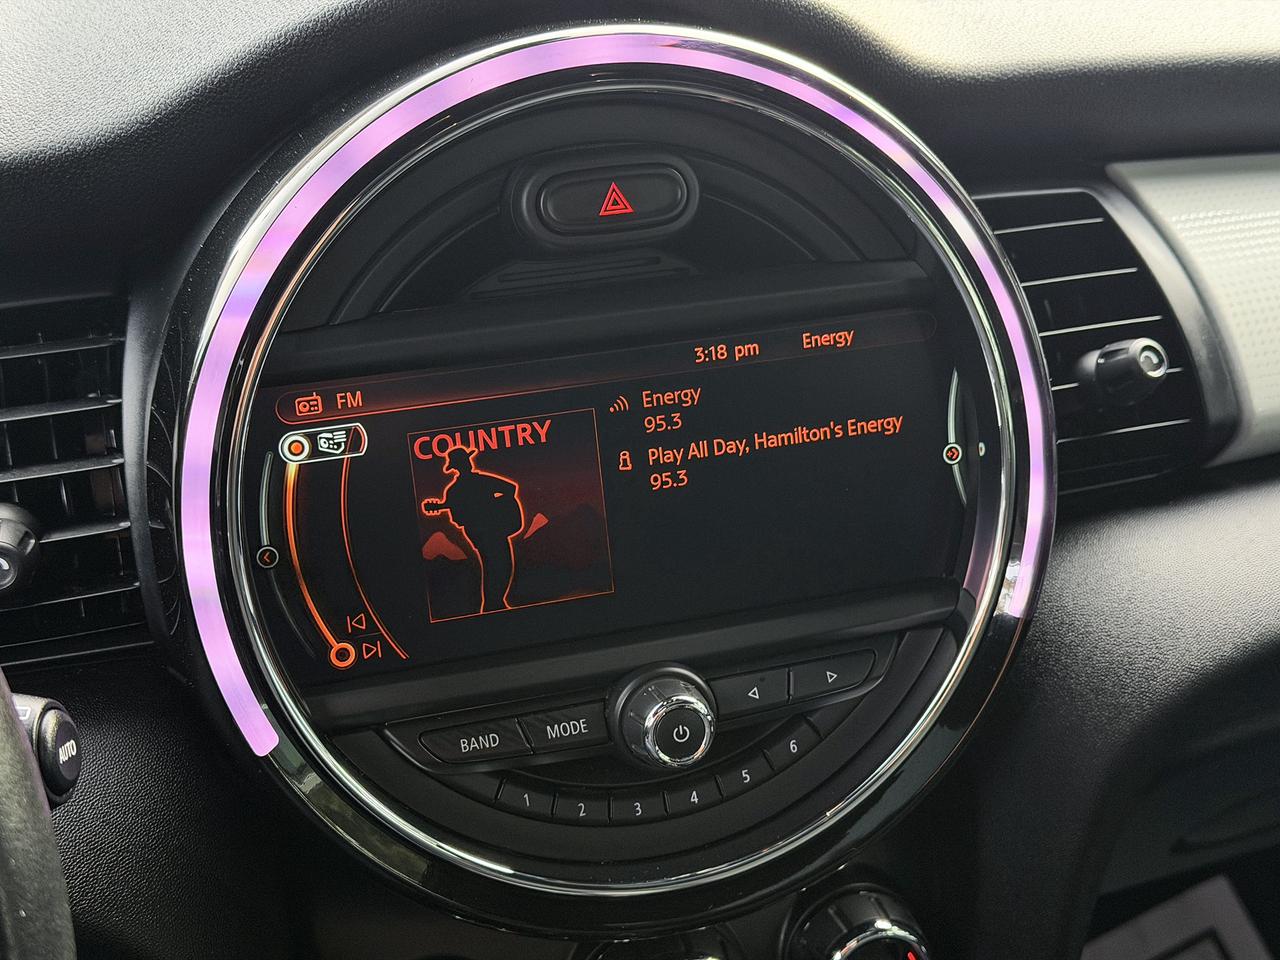 3:18 pm Energy
FM
COUNTRY
Energy
95.3
Play All Day, Hamilton's Energy
95.3
BAND MODE
1 2 3 4 5 6
AUTO